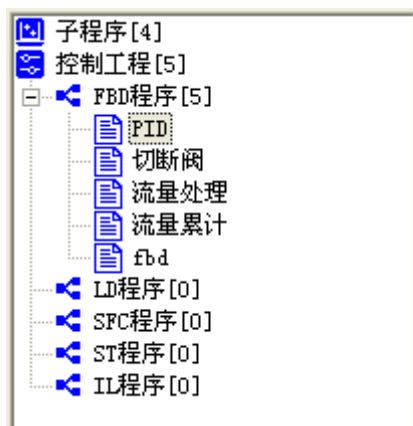 子程序[4]
控制工程[5]
FBD程序[5]
PID
切断阀
流量处理
流量累计
fbd
LD程序[0]
SFC程序[0]
ST程序[0]
IL程序[0]